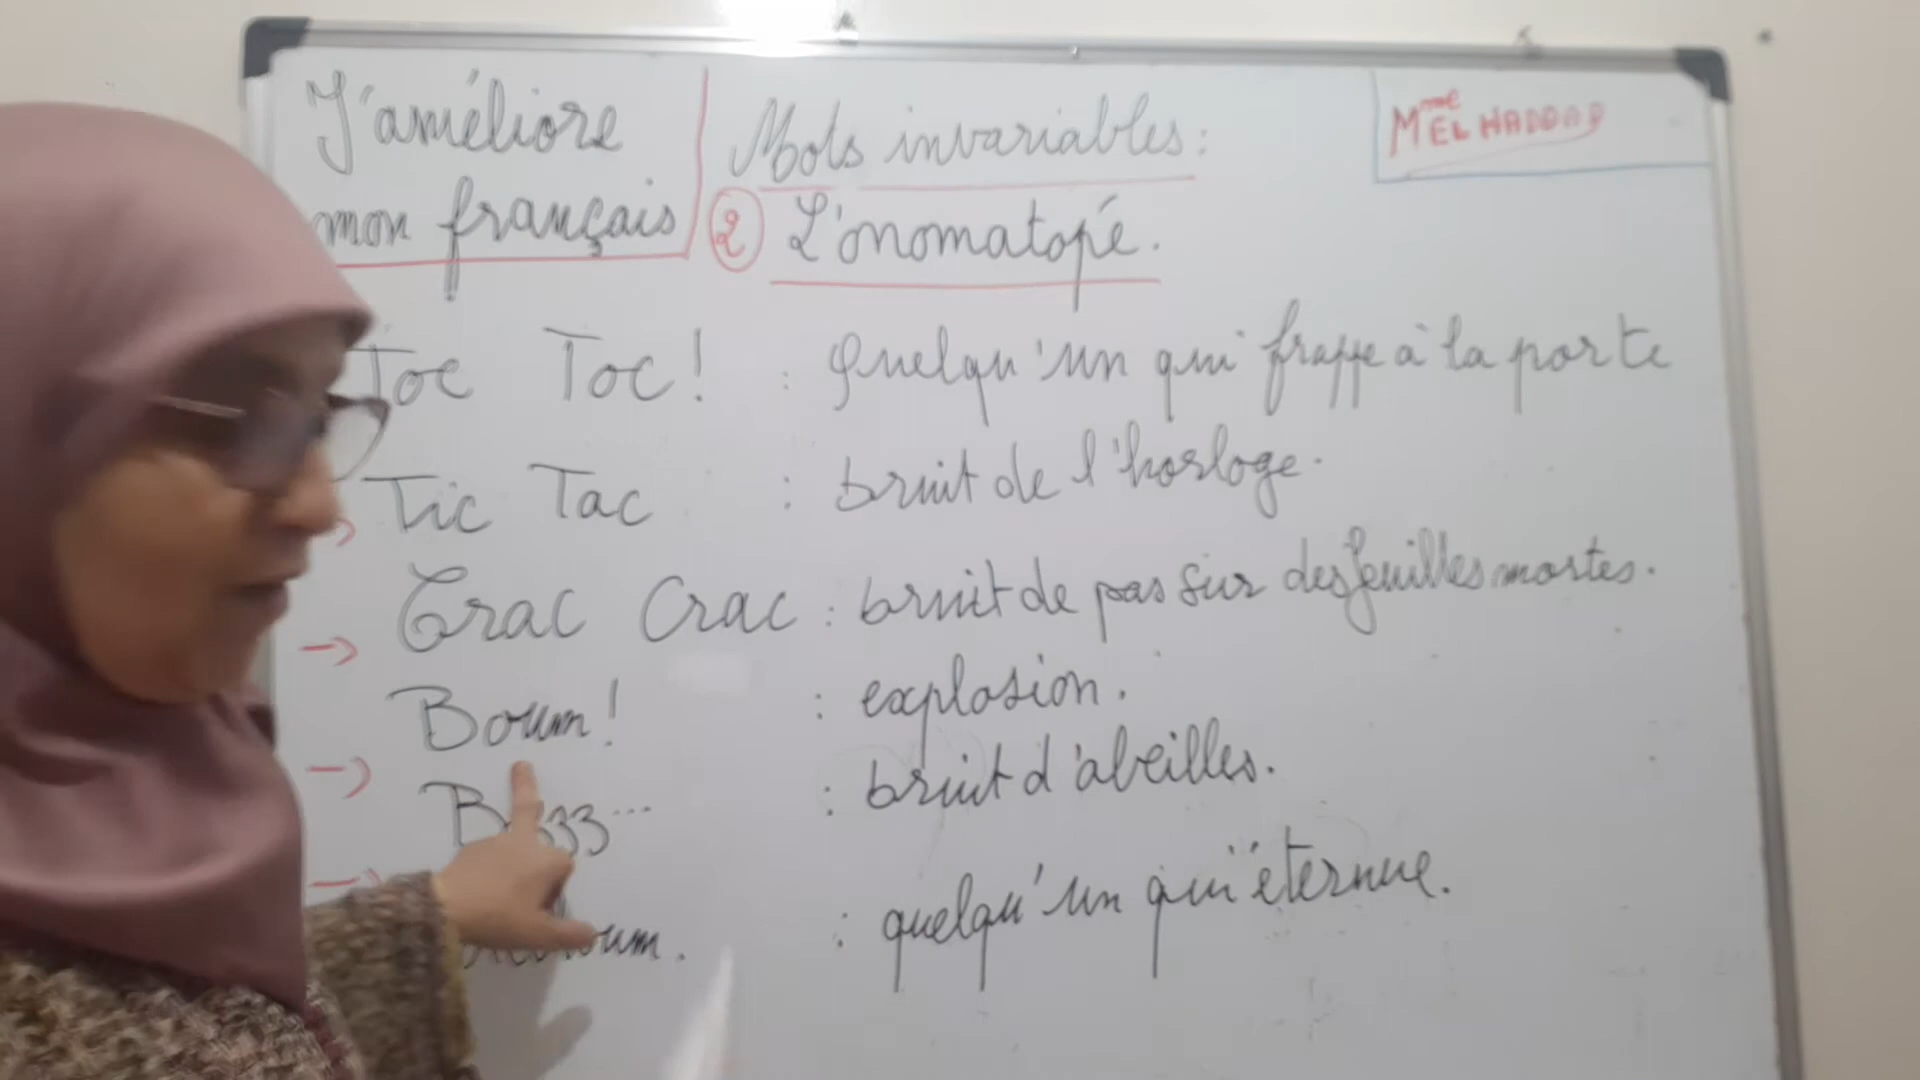 J'améliore
mon français
Mots invariables:
2 L'onomatopé.
Mme EL HADDAD
Toc Toc! : Quelqu'un qui frappe à la porte
Tic Tac : bruit de l'horloge.
→ Crac Crac : bruit de pas sur des feuilles mortes.
→ Boum! : explosion.
: bruit d'abeilles.
: quelqu'un qui éternue.